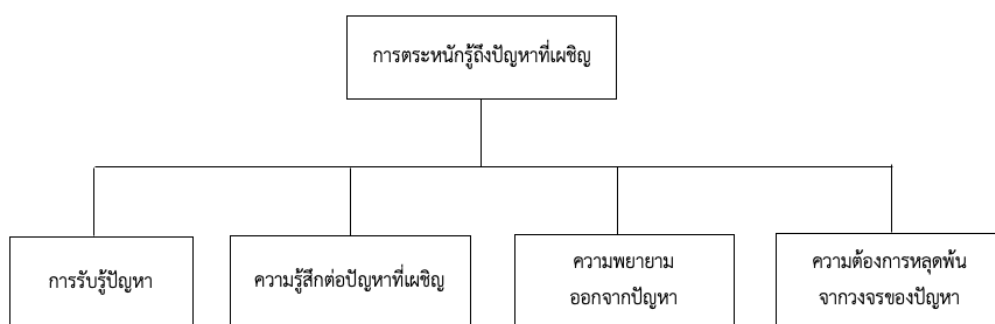 การตระหนักรู้ถึงปัญหาที่เผชิญ
การรับรู้ปัญหา
ความรู้สึกต่อปัญหาที่เผชิญ
ความพยายาม
ออกจากปัญหา
ความต้องการหลุดพ้น
จากวงจรของปัญหา